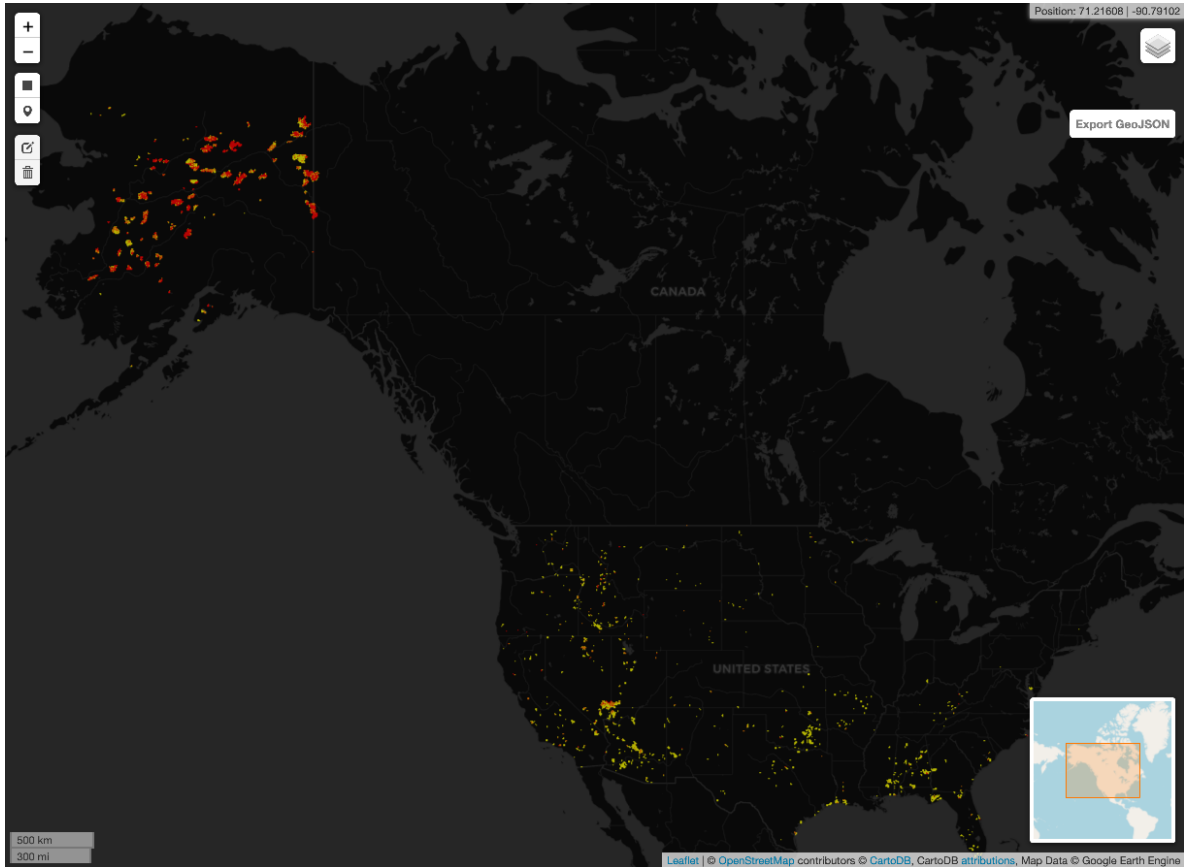 Position: 71.21608 | -90.79102
+
−
Export GeoJSON
CANADA
UNITED STATES
500 km
300 mi
Leaflet | © OpenStreetMap contributors © CartoDB, CartoDB attributions, Map Data © Google Earth Engine